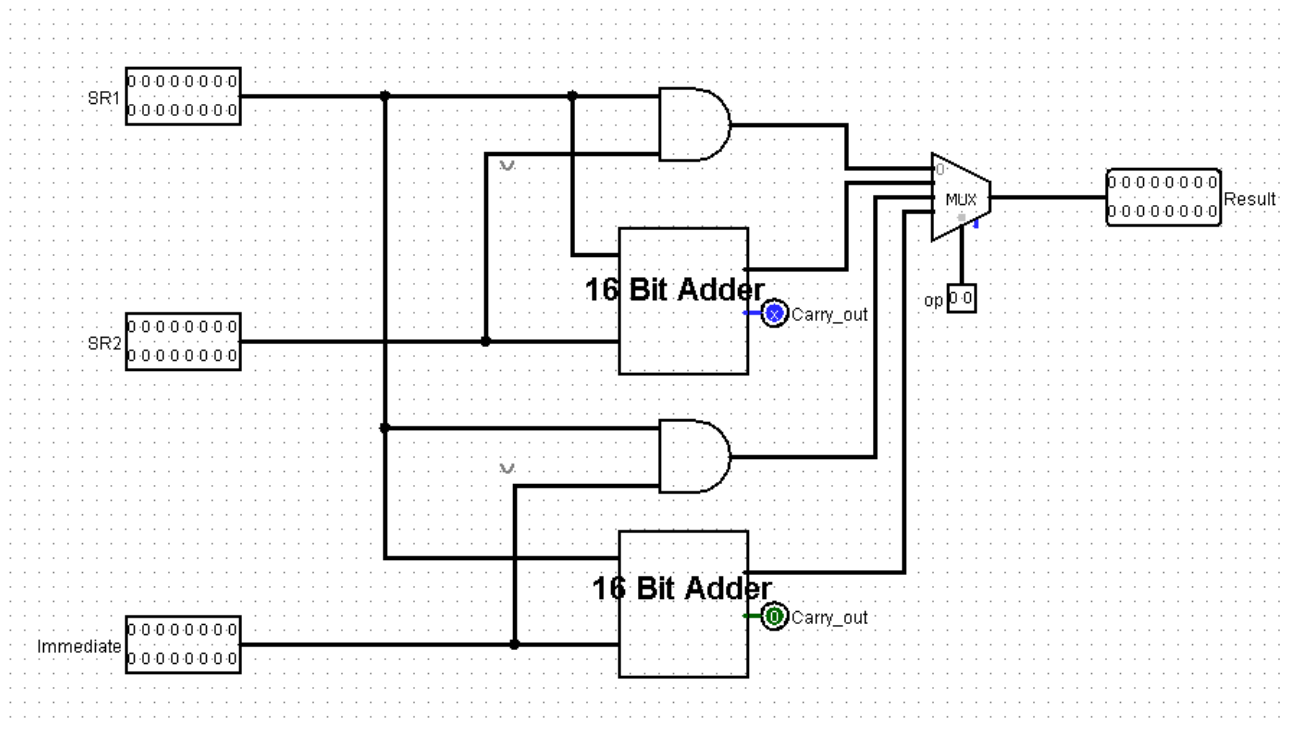 0 0 0 0 0 0 0 0
SR1
0 0 0 0 0 0 0 0
0
MUX
0 0 0 0 0 0 0 0
Result
0 0 0 0 0 0 0 0
16 Bit Adder
op 0 0
x Carry_out
0 0 0 0 0 0 0 0
SR2
0 0 0 0 0 0 0 0
16 Bit Adder
0 Carry_out
0 0 0 0 0 0 0 0
Immediate
0 0 0 0 0 0 0 0